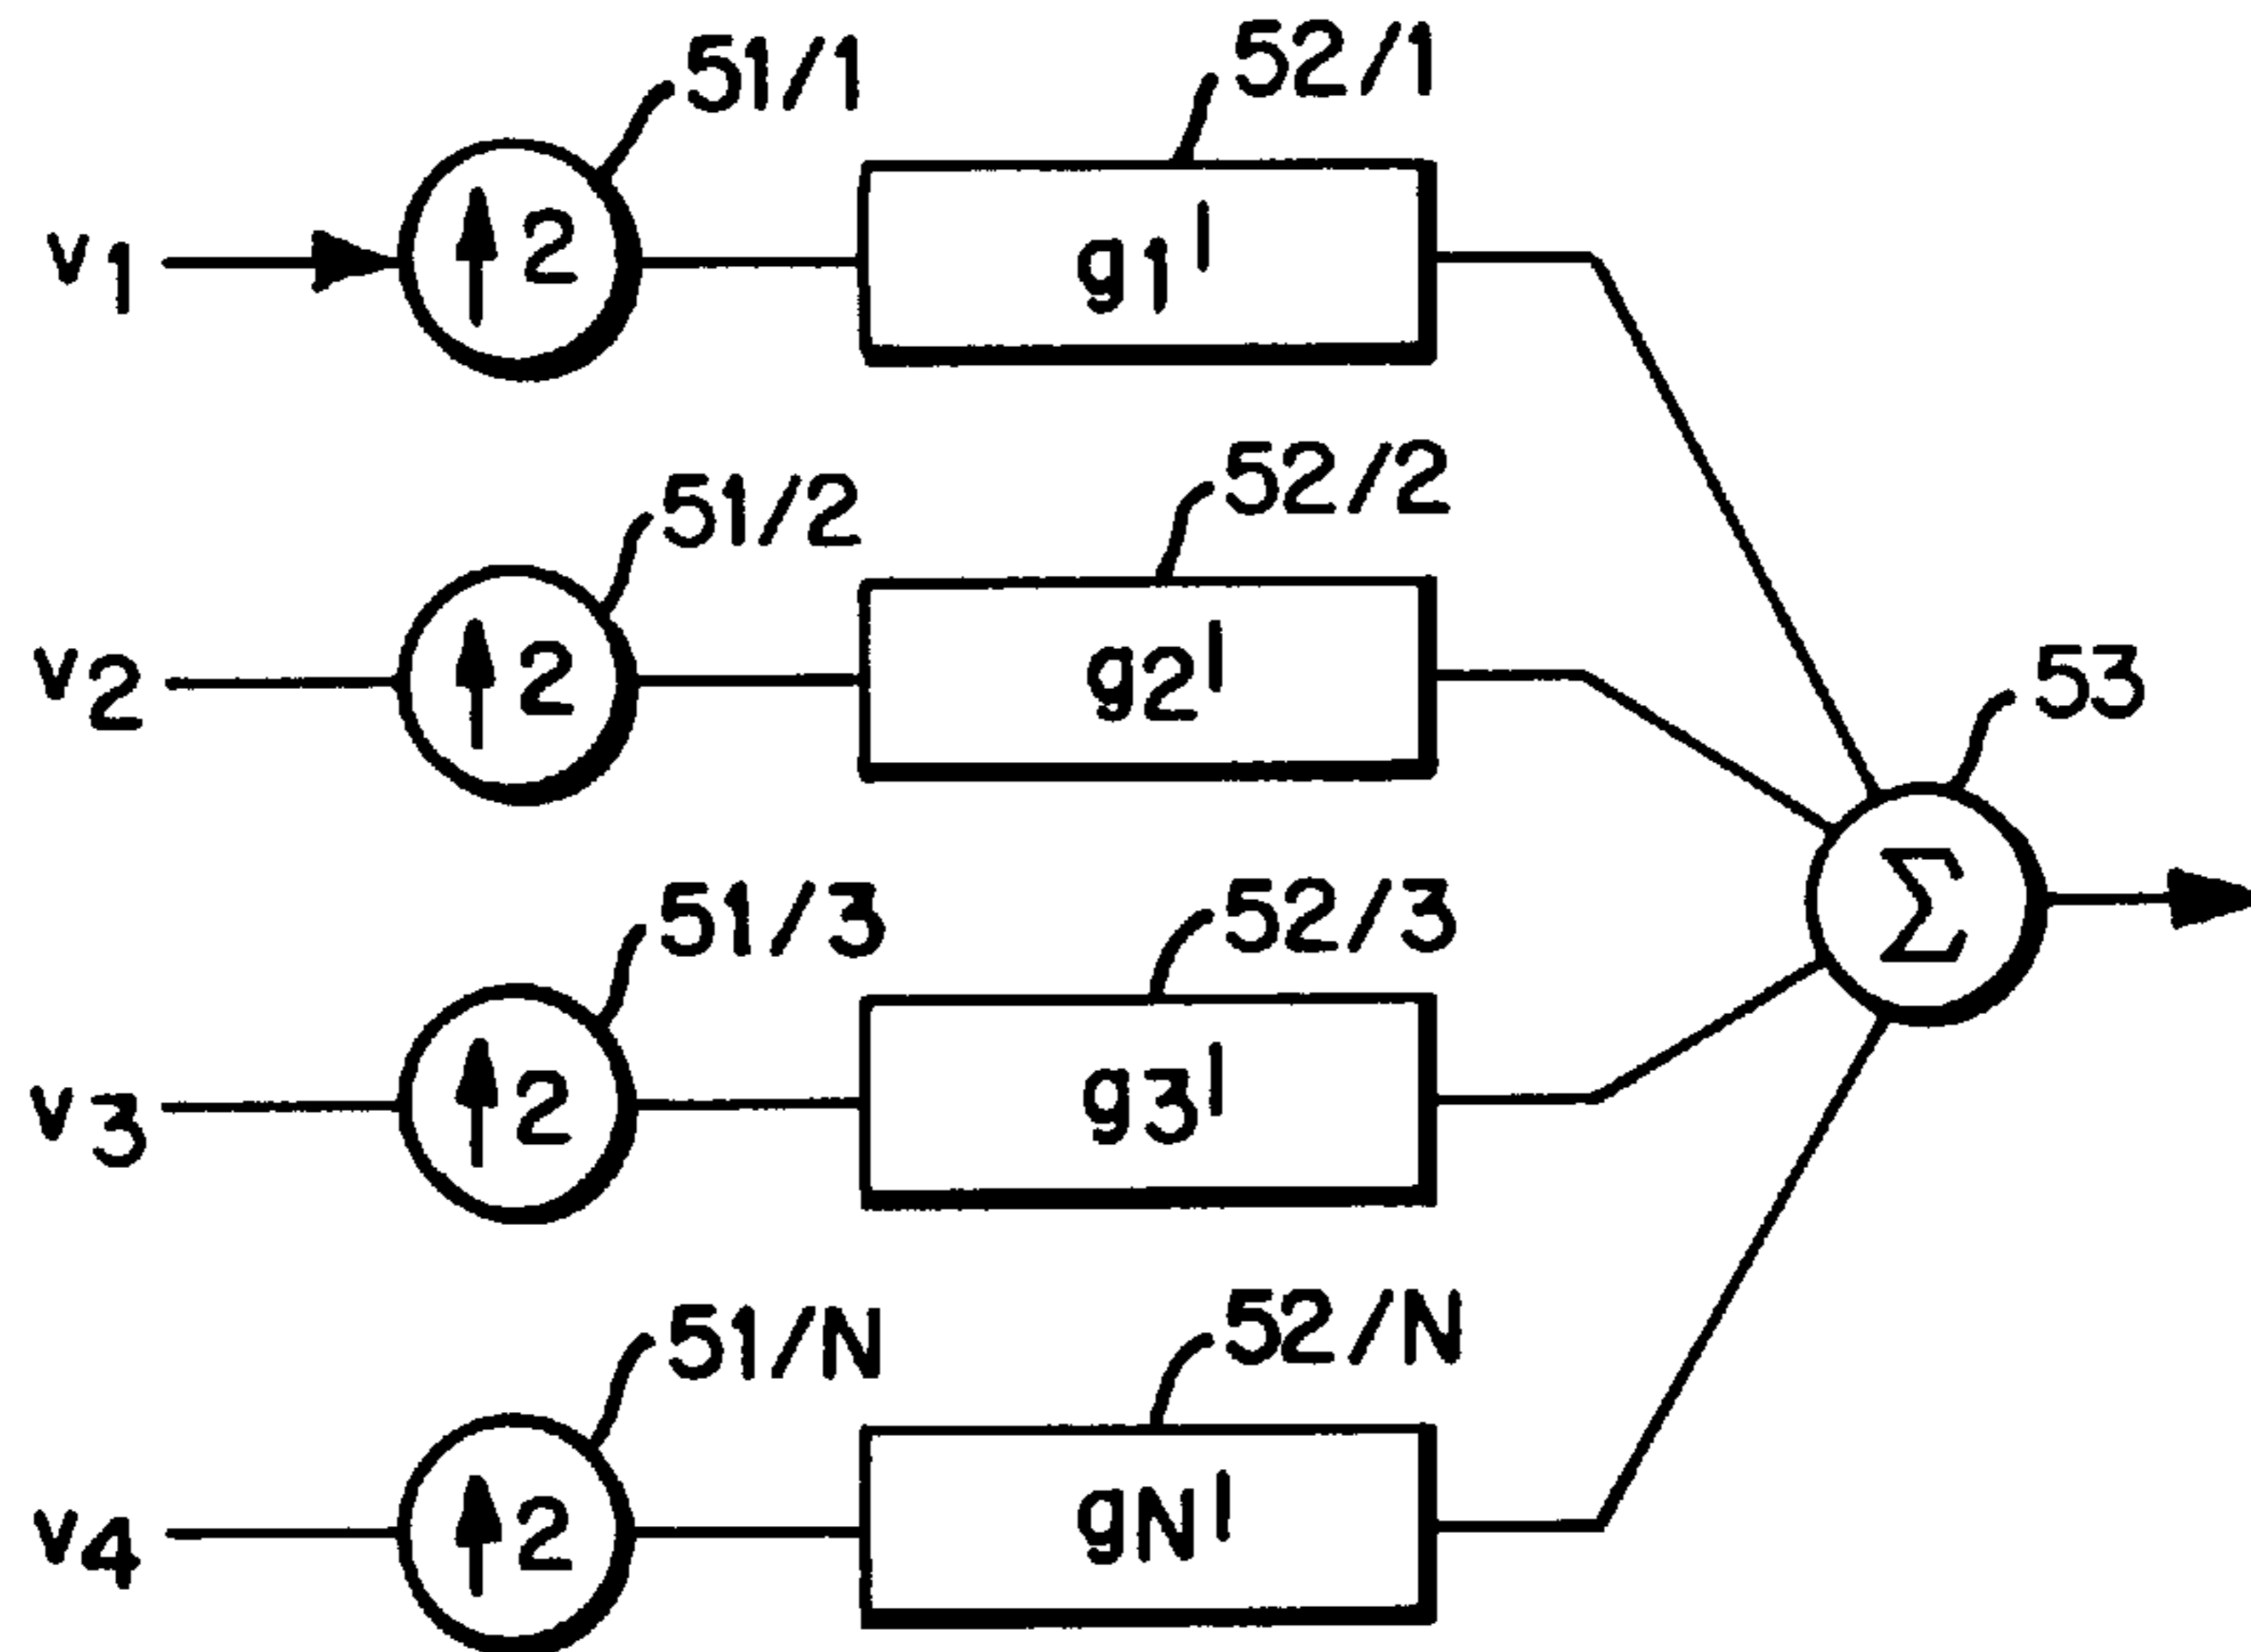 51/1
52/1
v1
↑2
g1'
51/2
52/2
v2
↑2
g2'
53
Σ
51/3
52/3
v3
↑2
g3'
51/N
52/N
v4
↑2
gN'